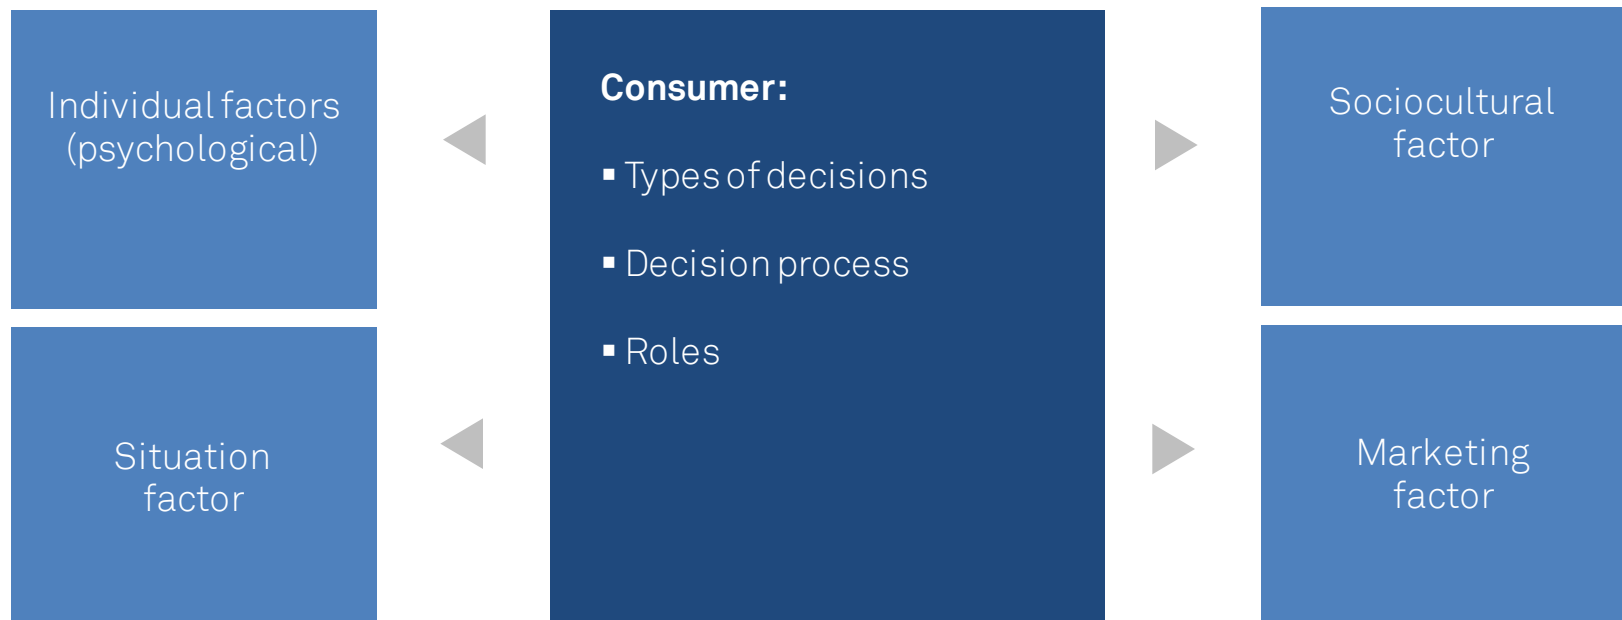 Individual factors
(psychological)
Situation
factor
Consumer:
▪ Types of decisions
▪ Decision process
▪ Roles
Sociocultural
factor
Marketing
factor